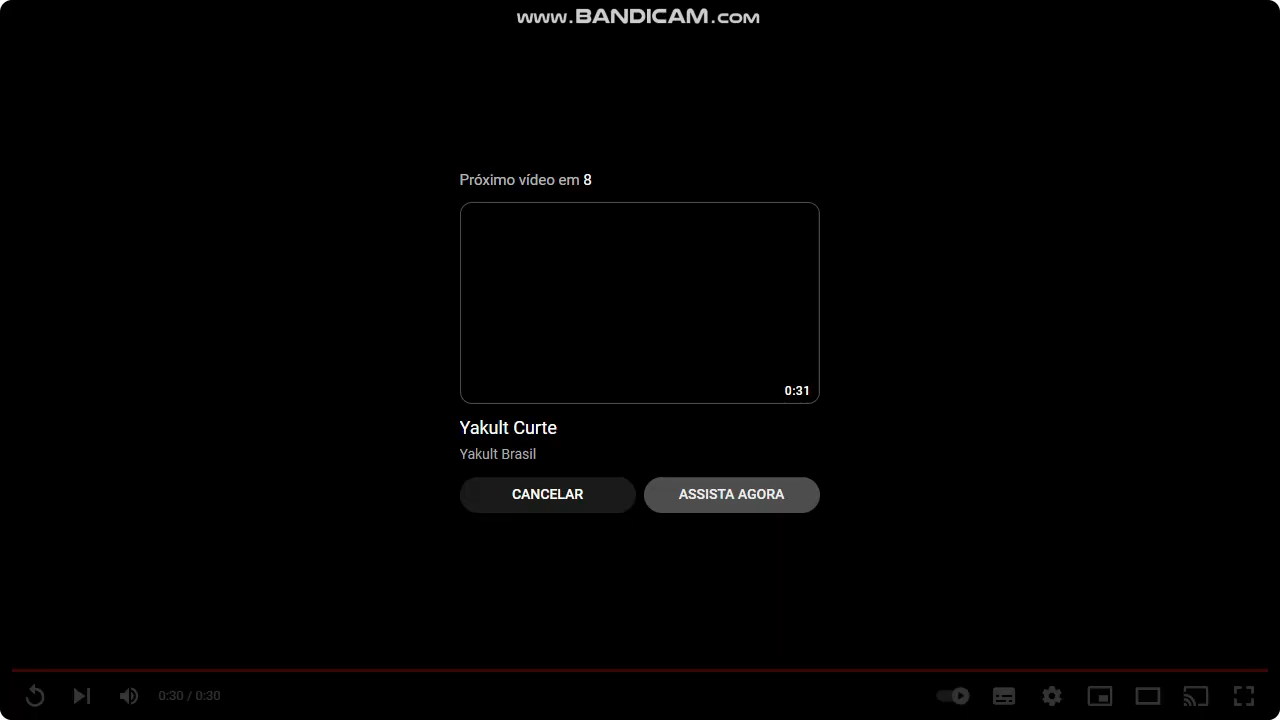 www.BANDICAM.com
Próximo vídeo em 8
0:31
Yakult Curte
Yakult Brasil
CANCELAR
ASSISTA AGORA
0:30 / 0:30